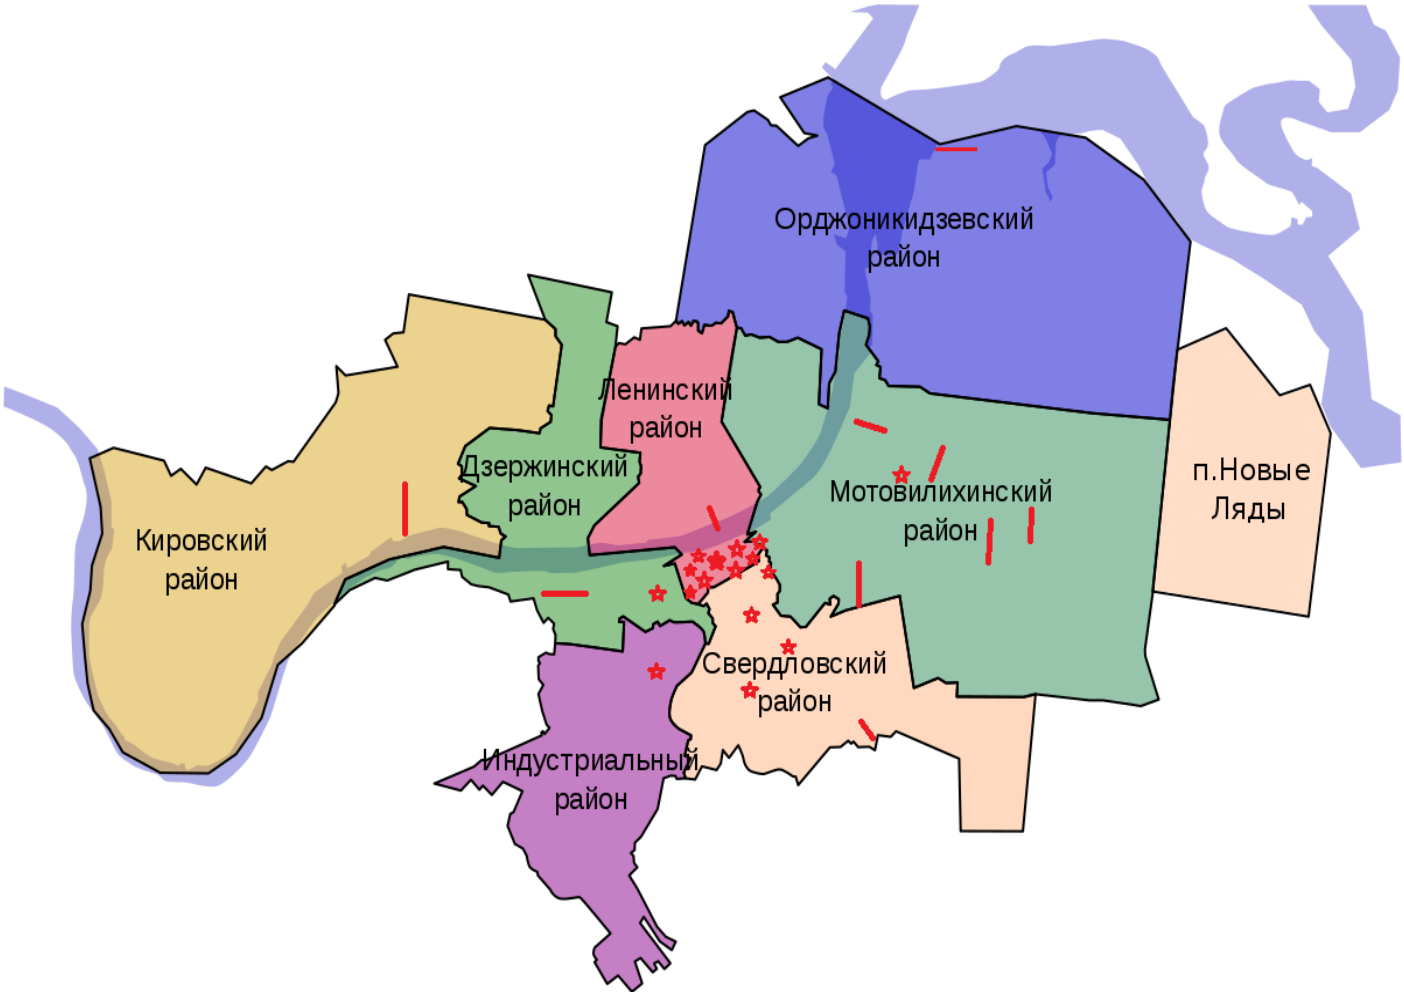 Орджоникидзевский
район
Ленинский
район
Дзержинский
район
п.Новые
Ляды
Мотовилихинский
район
Кировский
район
Свердловский
район
Индустриальный
район